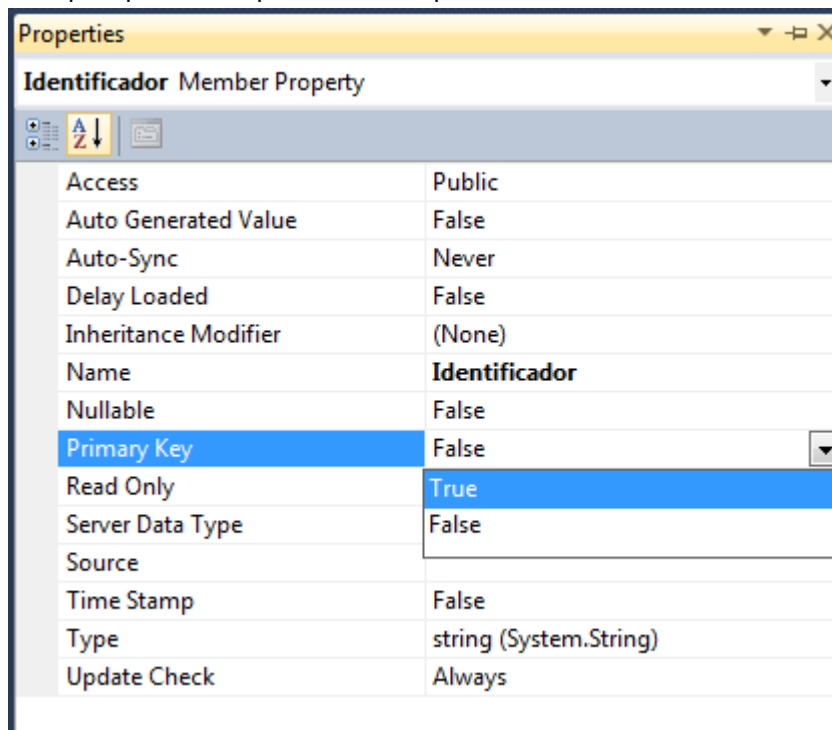 Properties
Identificador Member Property
Access Public
Auto Generated Value False
Auto-Sync Never
Delay Loaded False
Inheritance Modifier (None)
Name Identificador
Nullable False
Primary Key False
Read Only True
Server Data Type False
Source
Time Stamp False
Type string (System.String)
Update Check Always